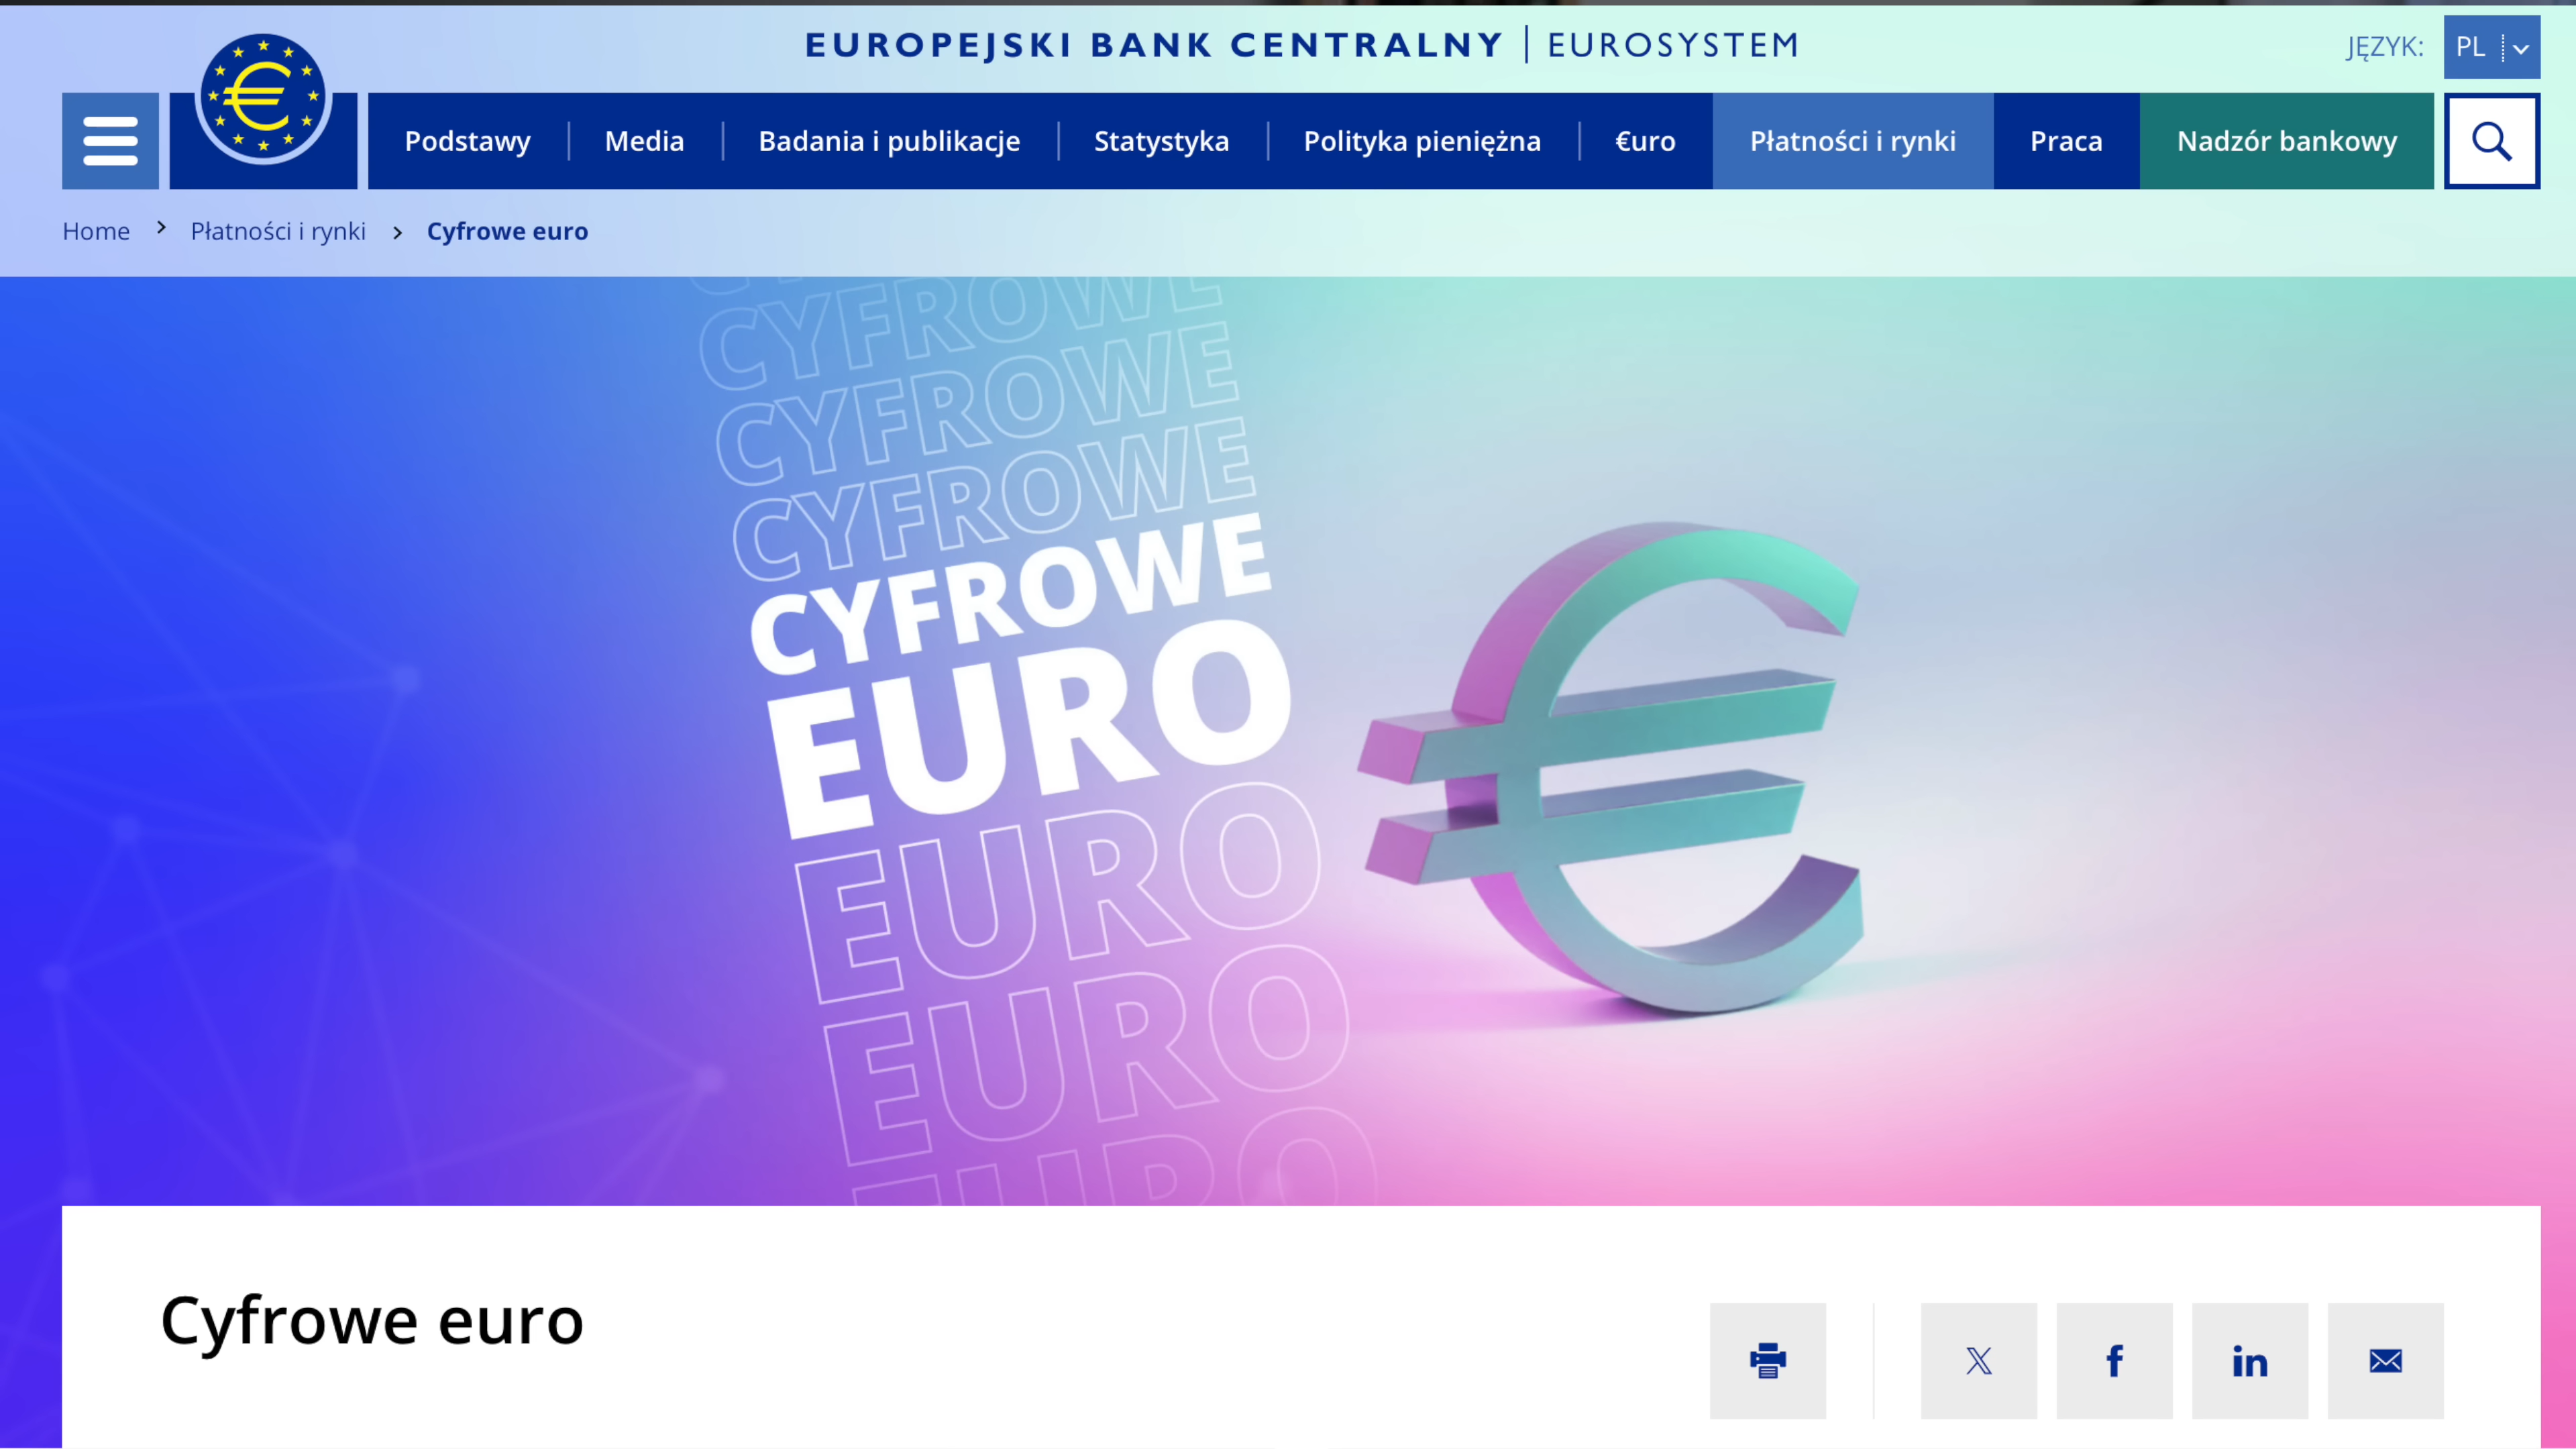 EUROPEJSKI BANK CENTRALNY | EUROSYSTEM
JĘZYK: PL
Podstawy Media Badania i publikacje Statystyka Polityka pieniężna €uro Płatności i rynki Praca Nadzór bankowy
Home > Płatności i rynki > Cyfrowe euro
CYFROWE
CYFROWE
CYFROWE
CYFROWE
EURO
EURO
EURO
EURO
Cyfrowe euro